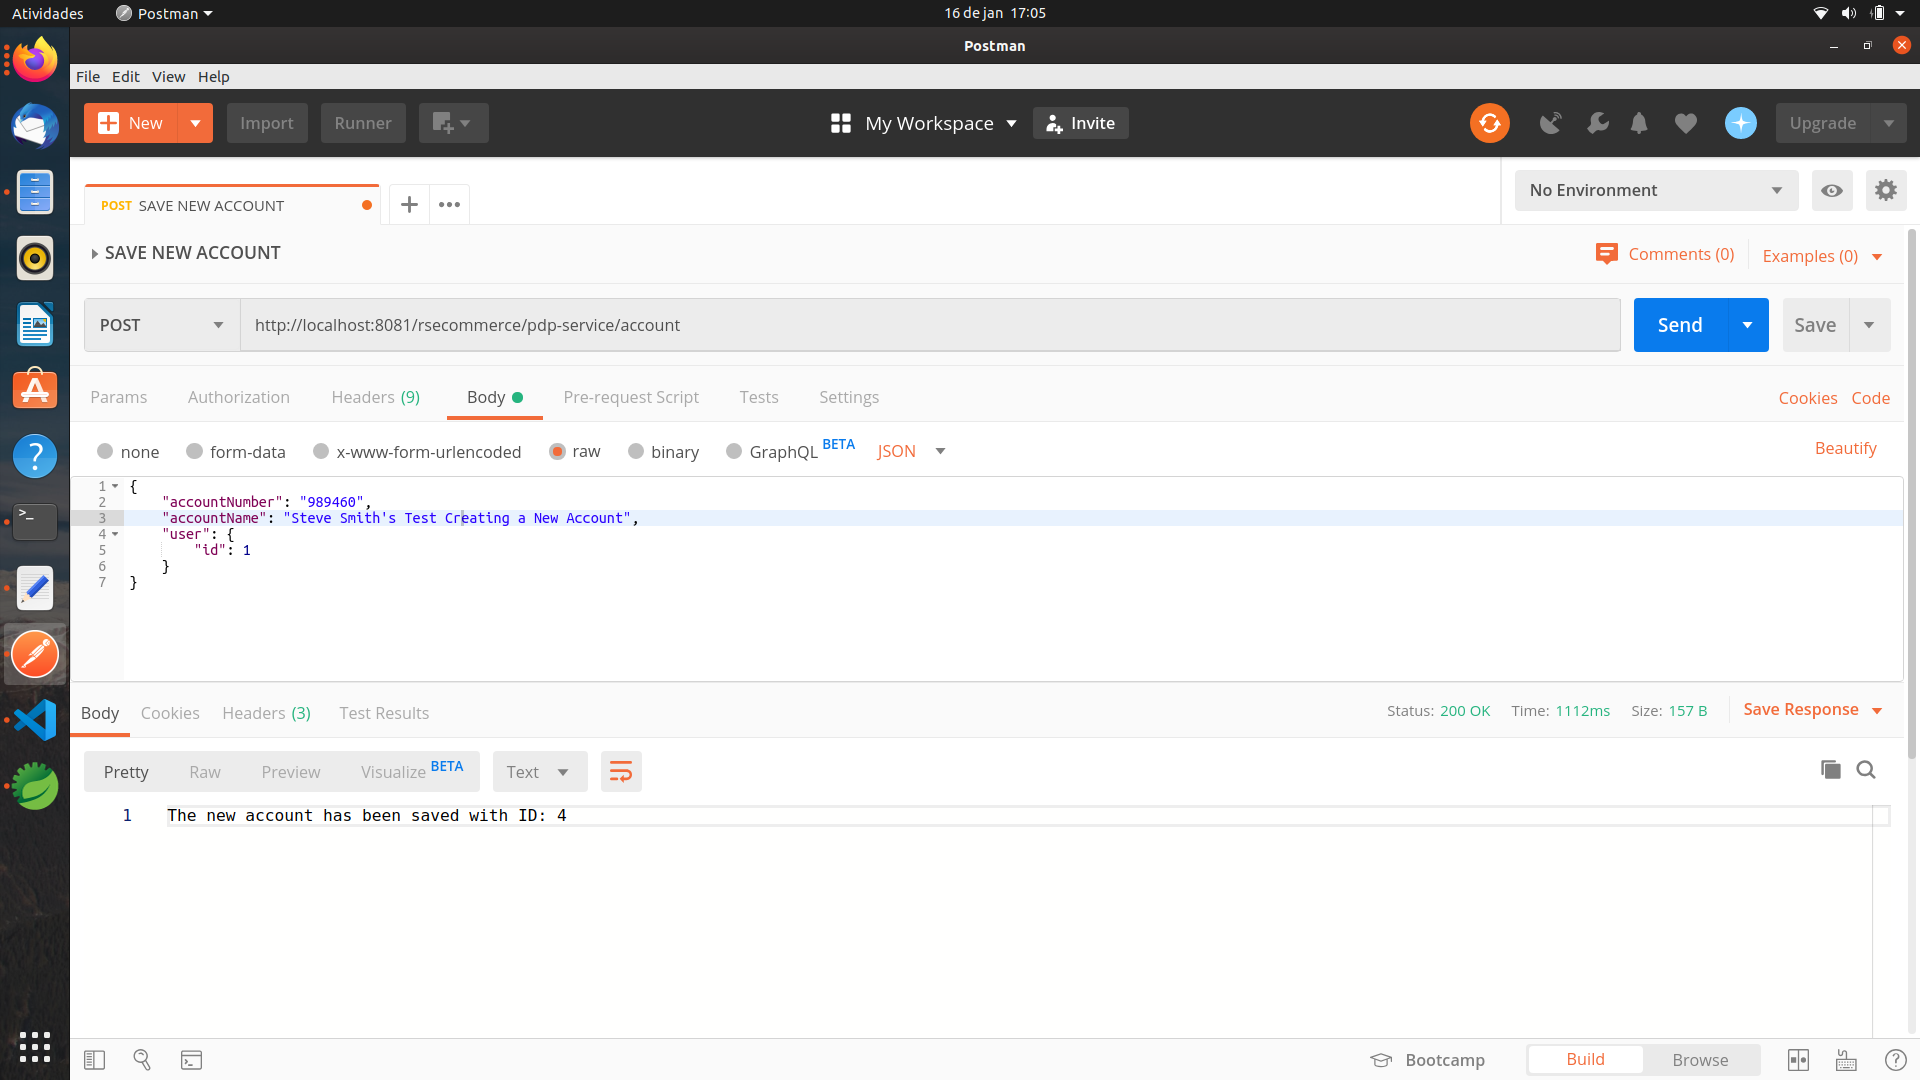 Atividades Postman 16 de jan 17:05
Postman
File Edit View Help
New Import Runner My Workspace Invite Upgrade
POST SAVE NEW ACCOUNT No Environment
SAVE NEW ACCOUNT Comments (0) Examples (0)
POST http://localhost:8081/rsecommerce/pdp-service/account Send Save
Params Authorization Headers (9) Body Pre-request Script Tests Settings Cookies Code
none form-data x-www-form-urlencoded raw binary GraphQL BETA JSON Beautify
1 {
2 "accountNumber": "989460",
3 "accountName": "Steve Smith's Test Creating a New Account",
4 "user": {
5 "id": 1
6 }
7 }
Body Cookies Headers (3) Test Results Status: 200 OK Time: 1112ms Size: 157 B Save Response
Pretty Raw Preview Visualize BETA Text
1 The new account has been saved with ID: 4
Bootcamp Build Browse